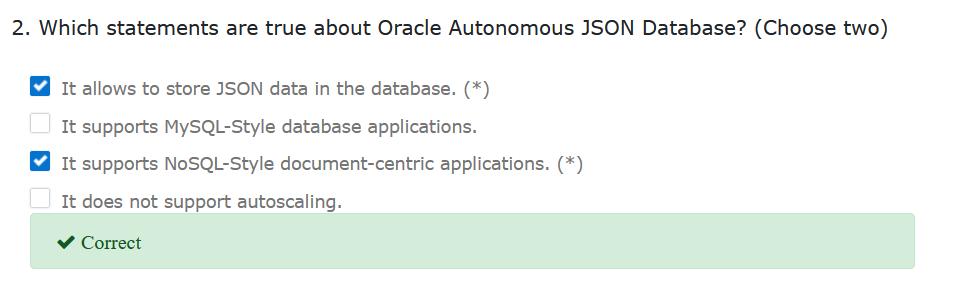 2. Which statements are true about Oracle Autonomous JSON Database? (Choose two)
It allows to store JSON data in the database. (*)
It supports MySQL-Style database applications.
It supports NoSQL-Style document-centric applications. (*)
It does not support autoscaling.
Correct